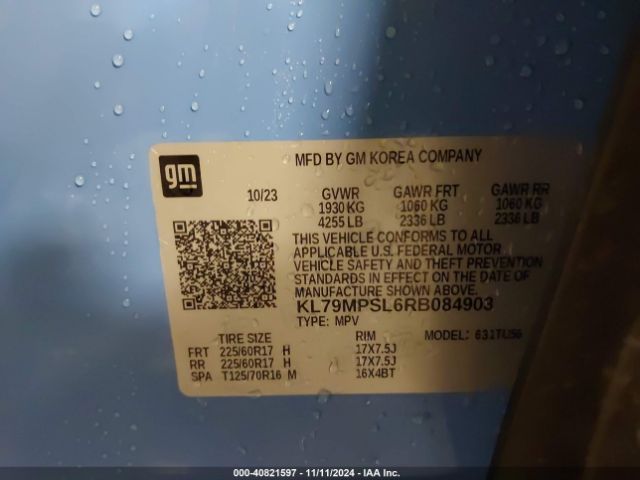 gm
MFD BY GM KOREA COMPANY
10/23 GVWR GAWR FRT GAWR RR
1930 KG 1060 KG 1060 KG
4255 LB 2336 LB 2336 LB
THIS VEHICLE CONFORMS TO ALL
APPLICABLE U.S. FEDERAL MOTOR
VEHICLE SAFETY AND THEFT PREVENTION
STANDARDS IN EFFECT ON THE DATE OF
MANUFACTURE SHOWN ABOVE.
KL79MPSL6RB084903
TYPE: MPV
TIRE SIZE RIM MODEL: 631TU56
FRT 225/60R17 H 17X7.5J
RR 225/60R17 H 17X7.5J
SPA T125/70R16 M 16X4BT
000-40821597 - 11/11/2024 - IAA Inc.